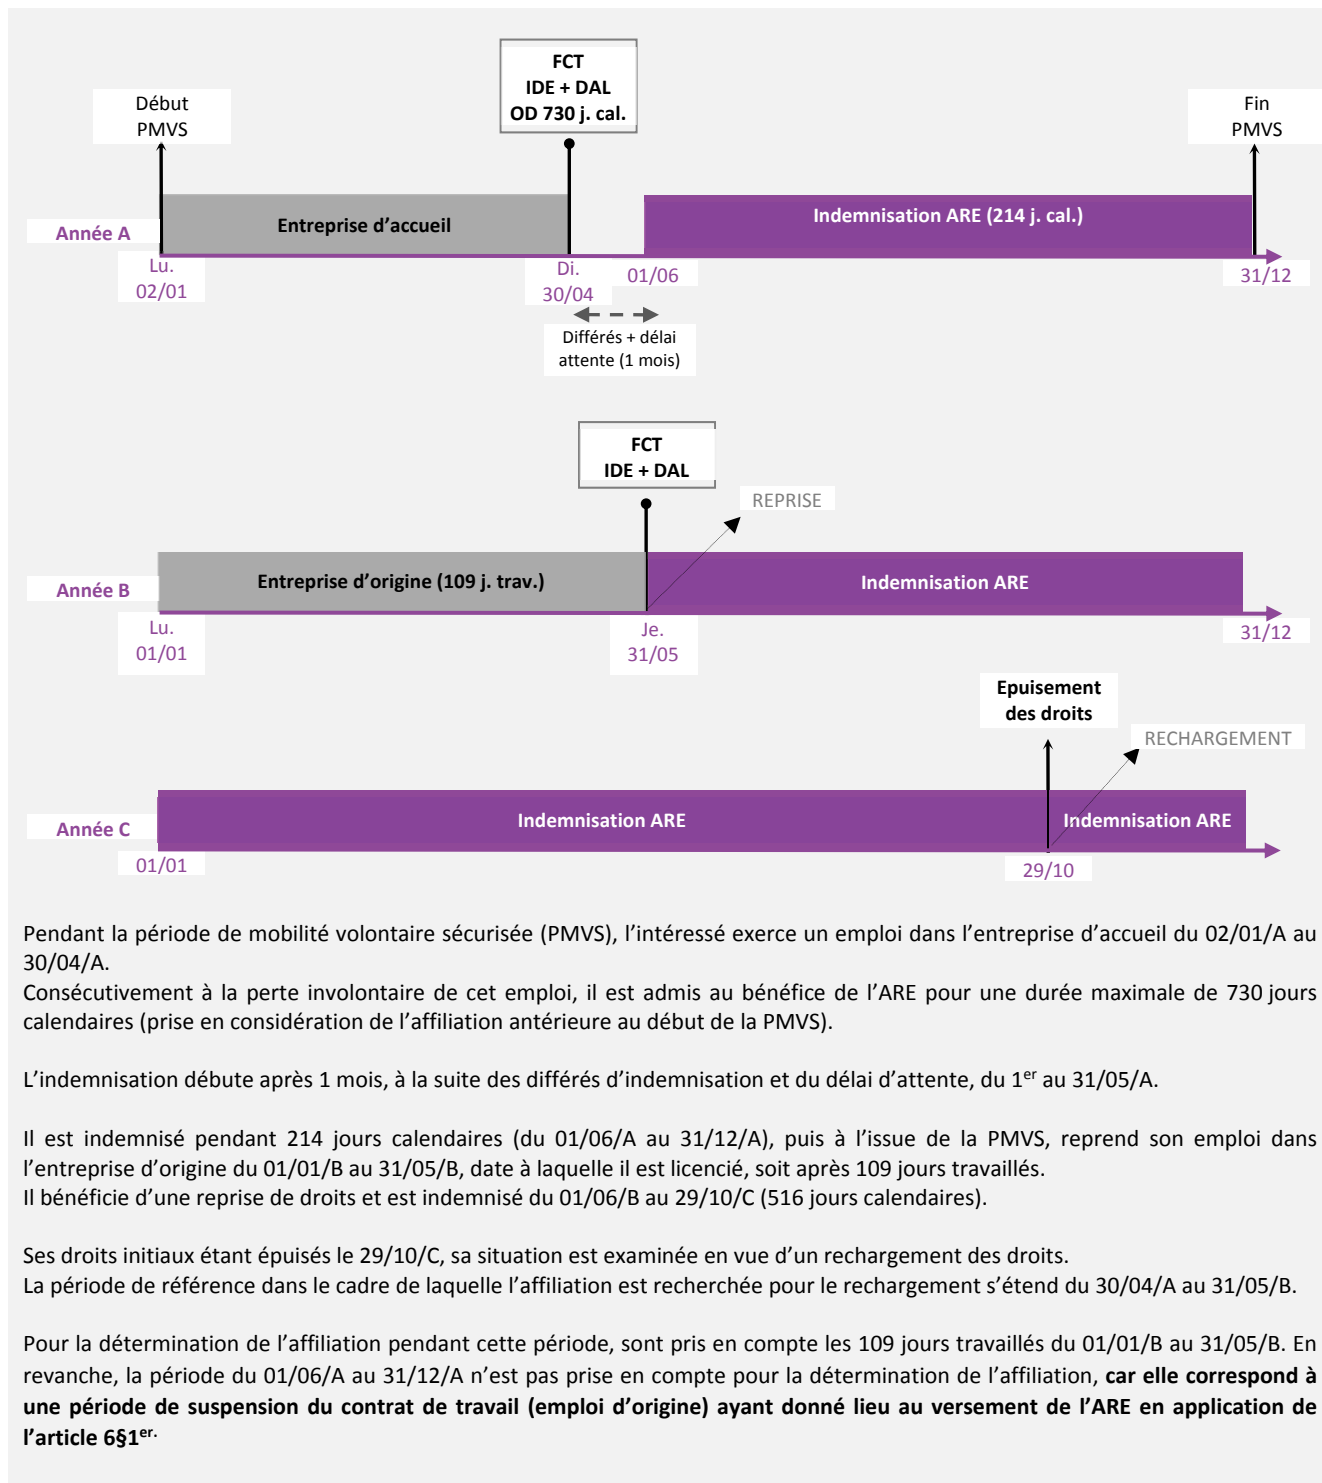 FCT
IDE + DAL
OD 730 j. cal.
Début
PMVS
Fin
PMVS
Année A
Entreprise d’accueil
Indemnisation ARE (214 j. cal.)
Lu.
02/01
Di.
30/04
01/06
31/12
Différés + délai
attente (1 mois)
FCT
IDE + DAL
REPRISE
Année B
Entreprise d’origine (109 j. trav.)
Indemnisation ARE
Lu.
01/01
Je.
31/05
31/12
Epuisement
des droits
RECHARGEMENT
Année C
Indemnisation ARE
Indemnisation ARE
01/01
29/10
Pendant la période de mobilité volontaire sécurisée (PMVS), l’intéressé exerce un emploi dans l’entreprise d’accueil du 02/01/A au
30/04/A.
Consécutivement à la perte involontaire de cet emploi, il est admis au bénéfice de l’ARE pour une durée maximale de 730 jours
calendaires (prise en considération de l’affiliation antérieure au début de la PMVS).
L’indemnisation débute après 1 mois, à la suite des différés d’indemnisation et du délai d’attente, du 1er au 31/05/A.
Il est indemnisé pendant 214 jours calendaires (du 01/06/A au 31/12/A), puis à l’issue de la PMVS, reprend son emploi dans
l’entreprise d’origine du 01/01/B au 31/05/B, date à laquelle il est licencié, soit après 109 jours travaillés.
Il bénéficie d’une reprise de droits et est indemnisé du 01/06/B au 29/10/C (516 jours calendaires).
Ses droits initiaux étant épuisés le 29/10/C, sa situation est examinée en vue d’un rechargement des droits.
La période de référence dans le cadre de laquelle l’affiliation est recherchée pour le rechargement s’étend du 30/04/A au 31/05/B.
Pour la détermination de l’affiliation pendant cette période, sont pris en compte les 109 jours travaillés du 01/01/B au 31/05/B. En
revanche, la période du 01/06/A au 31/12/A n’est pas prise en compte pour la détermination de l’affiliation, car elle correspond à
une période de suspension du contrat de travail (emploi d’origine) ayant donné lieu au versement de l’ARE en application de
l’article 6§1er.